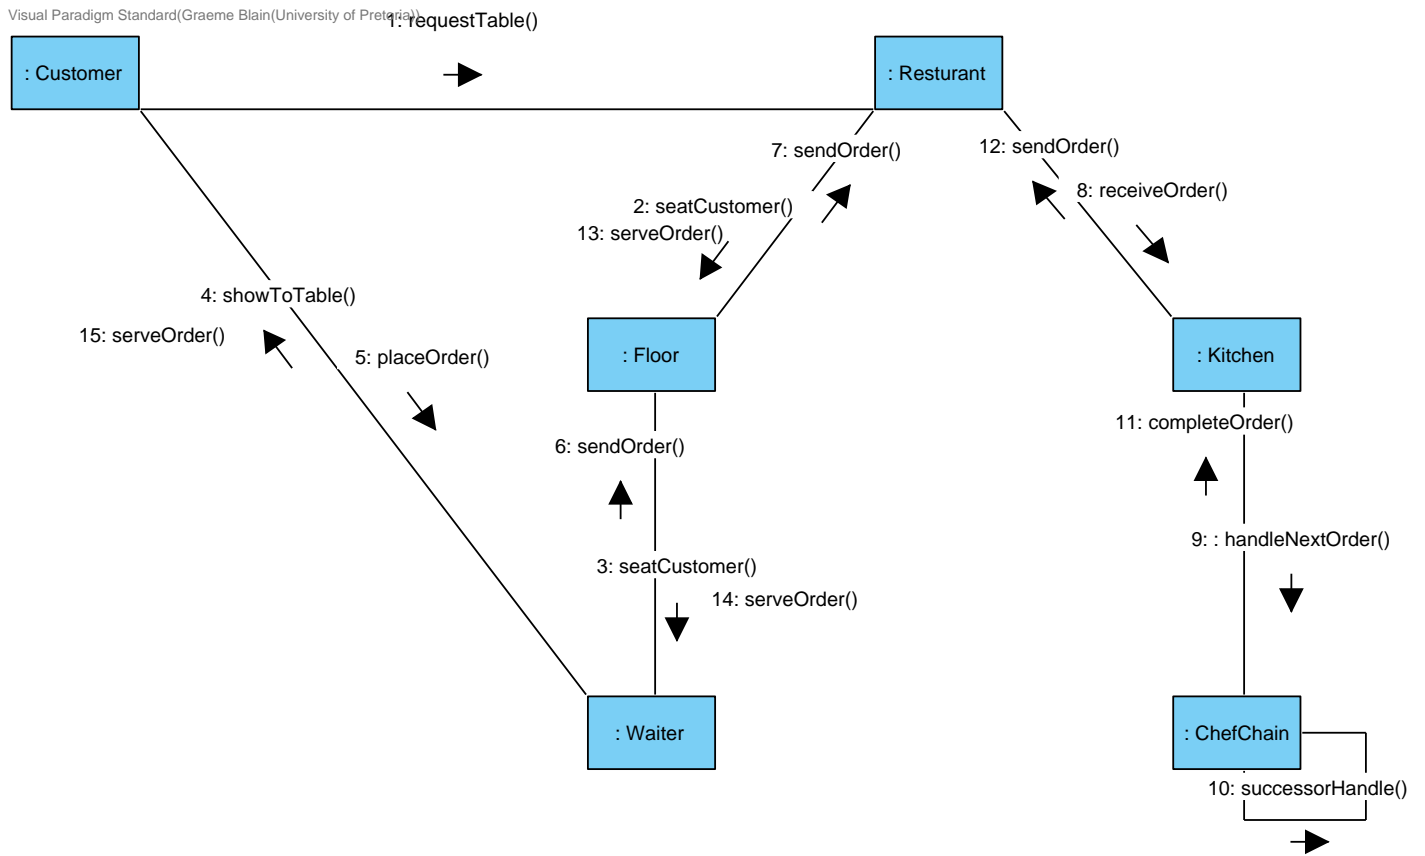 Visual Paradigm Standard(Graeme Blain(University of Pretoria))
1: requestTable()
: Customer
: Resturant
7: sendOrder()
12: sendOrder()
8: receiveOrder()
2: seatCustomer()
13: serveOrder()
4: showToTable()
15: serveOrder()
5: placeOrder()
: Floor
: Kitchen
11: completeOrder()
6: sendOrder()
9: : handleNextOrder()
3: seatCustomer()
14: serveOrder()
: Waiter
: ChefChain
10: successorHandle()